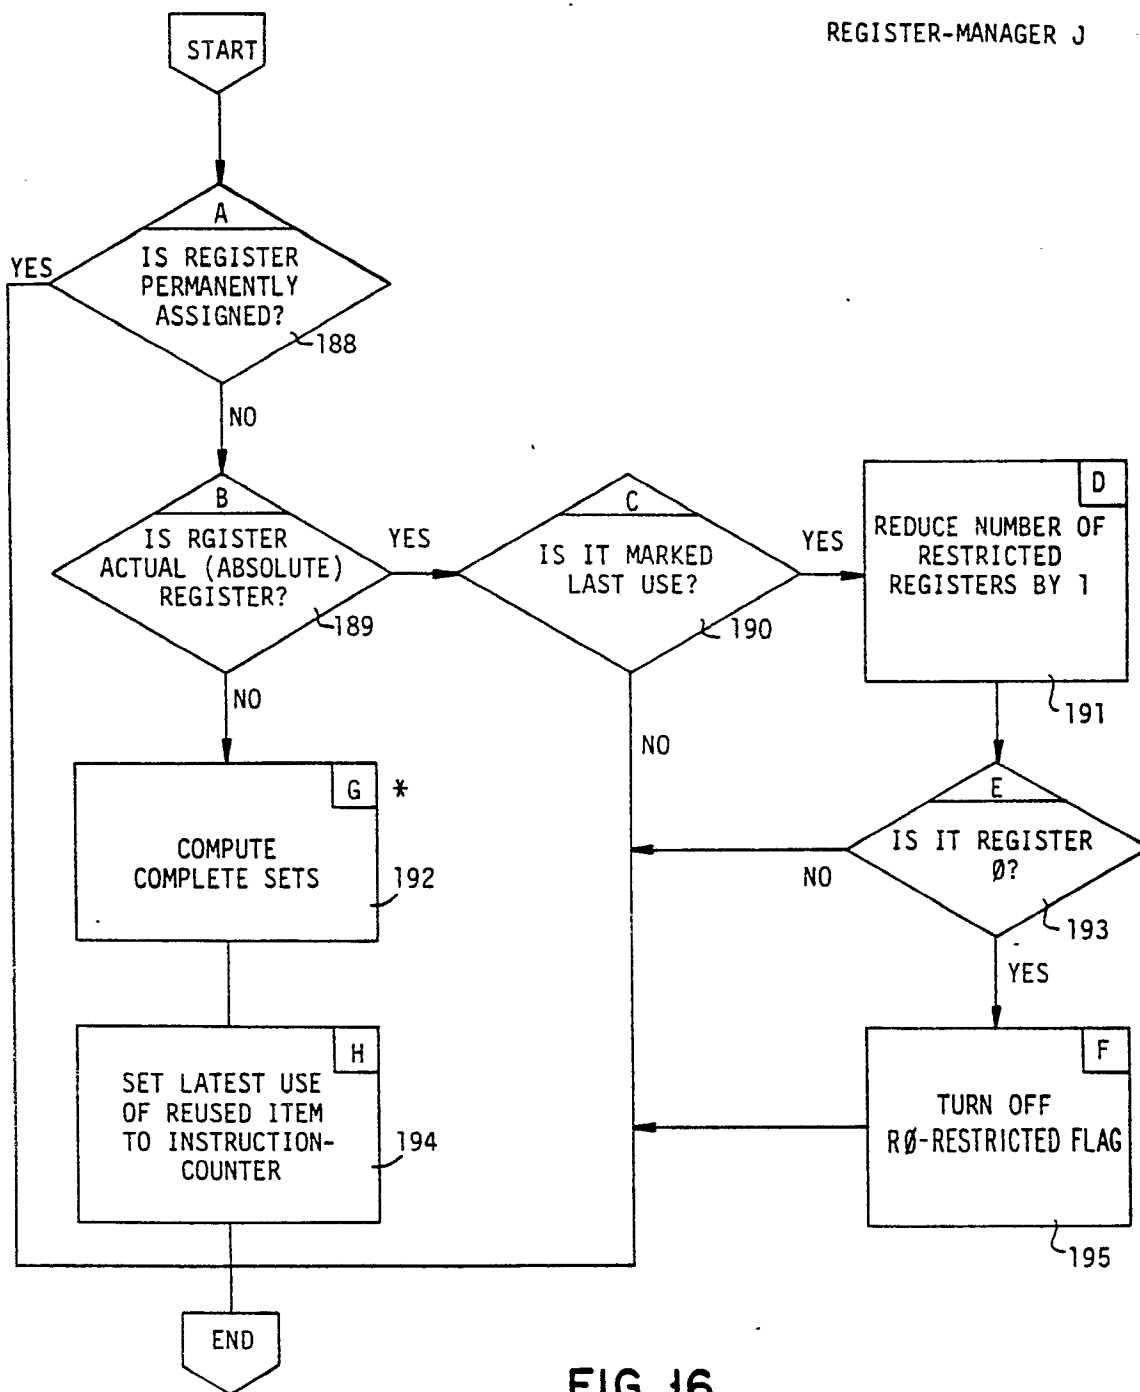 REGISTER-MANAGER J
START
A
IS REGISTER
PERMANENTLY
ASSIGNED?
188
YES
NO
B
IS RGISTER
ACTUAL (ABSOLUTE)
REGISTER?
189
YES
NO
C
IS IT MARKED
LAST USE?
190
YES
NO
D
REDUCE NUMBER OF
RESTRICTED
REGISTERS BY 1
191
E
IS IT REGISTER
Ø?
193
NO
YES
G *
COMPUTE
COMPLETE SETS
192
H
SET LATEST USE
OF REUSED ITEM
TO INSTRUCTION-
COUNTER
194
F
TURN OFF
RØ-RESTRICTED FLAG
195
END
FIG. 16